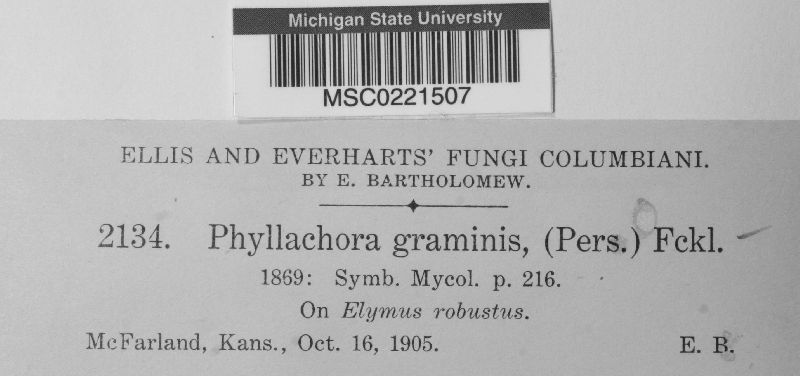 Michigan State University
MSC0221507
ELLIS AND EVERHARTS' FUNGI COLUMBIANI.
BY E. BARTHOLOMEW.
2134. Phyllachora graminis, (Pers.) Fckl.
1869: Symb. Mycol. p. 216.
On Elymus robustus.
McFarland, Kans., Oct. 16, 1905. E. B.